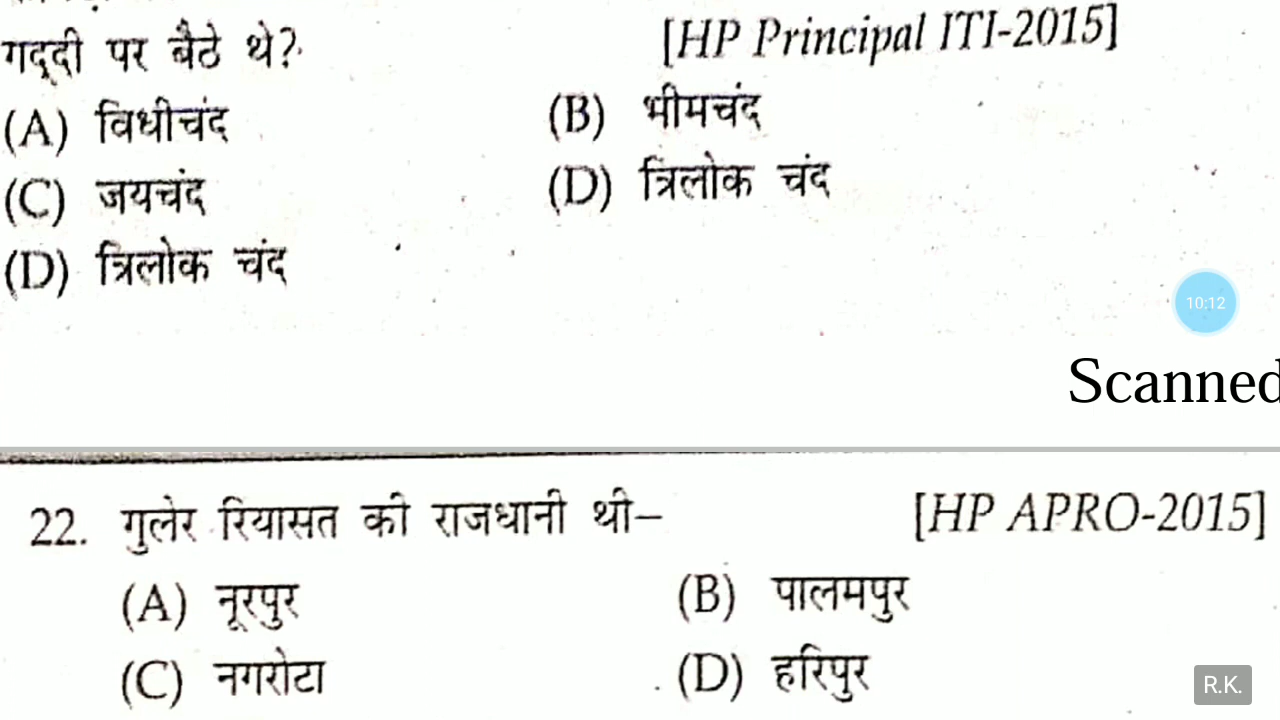 गद्दी पर बैठे थे? [HP Principal ITI-2015]
(A) विधीचंद (B) भीमचंद
(C) जयचंद (D) त्रिलोक चंद
(D) त्रिलोक चंद
10:12
Scanned
22. गुलेर रियासत की राजधानी थी– [HP APRO-2015]
(A) नूरपुर (B) पालमपुर
(C) नगरोटा (D) हरिपुर
R.K.